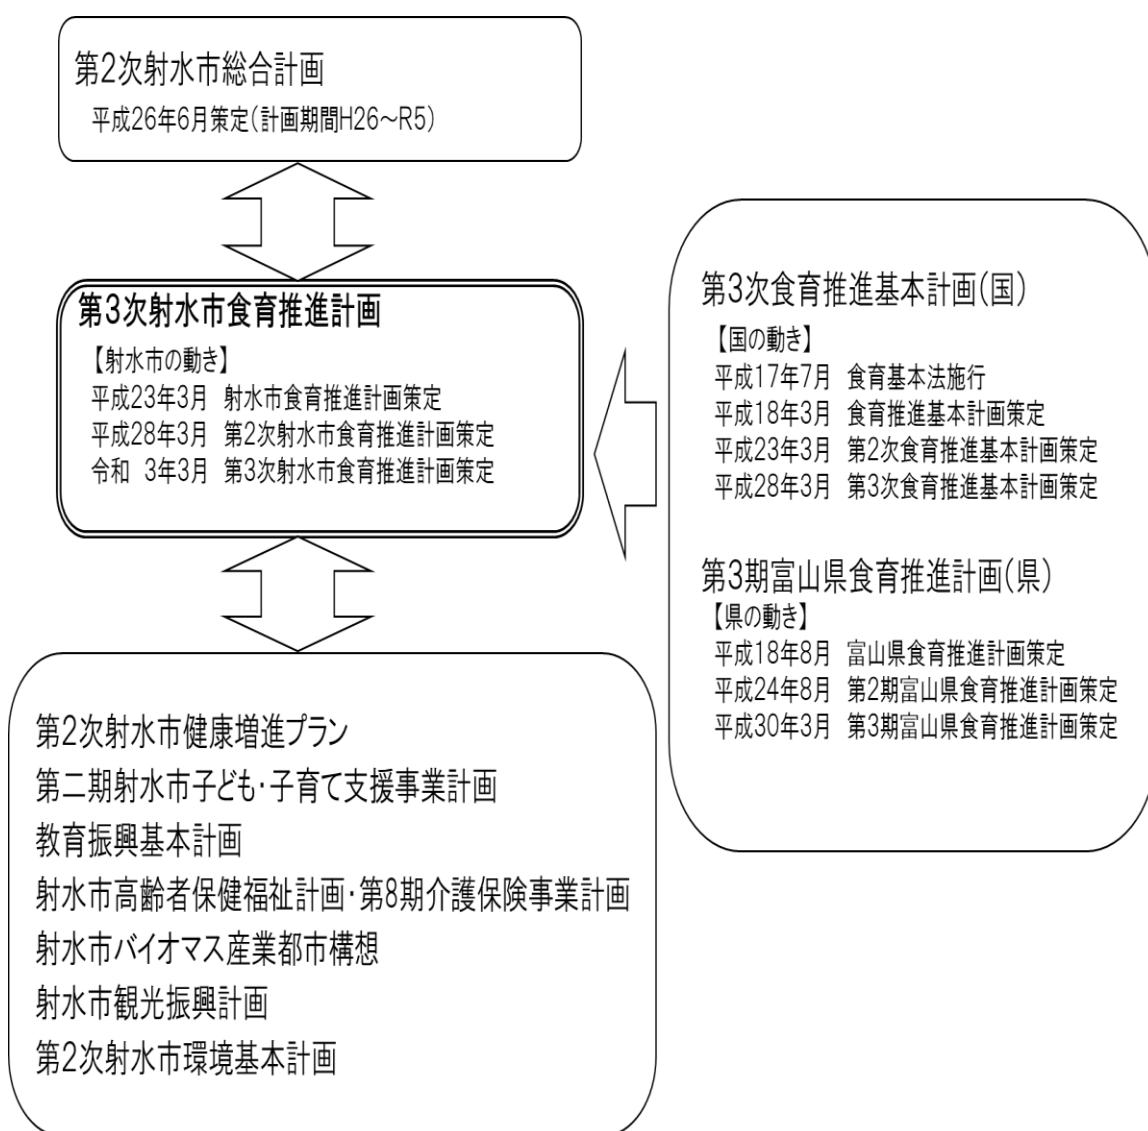 第2次射水市総合計画
平成26年6月策定(計画期間H26～R5)
第3次射水市食育推進計画
【射水市の動き】
平成23年3月 射水市食育推進計画策定
平成28年3月 第2次射水市食育推進計画策定
令和 3年3月 第3次射水市食育推進計画策定
第3次食育推進基本計画(国)
【国の動き】
平成17年7月 食育基本法施行
平成18年3月 食育推進基本計画策定
平成23年3月 第2次食育推進基本計画策定
平成28年3月 第3次食育推進基本計画策定
第3期富山県食育推進計画(県)
【県の動き】
平成18年8月 富山県食育推進計画策定
平成24年8月 第2期富山県食育推進計画策定
平成30年3月 第3期富山県食育推進計画策定
第2次射水市健康増進プラン
第二期射水市子ども・子育て支援事業計画
教育振興基本計画
射水市高齢者保健福祉計画・第8期介護保険事業計画
射水市バイオマス産業都市構想
射水市観光振興計画
第2次射水市環境基本計画